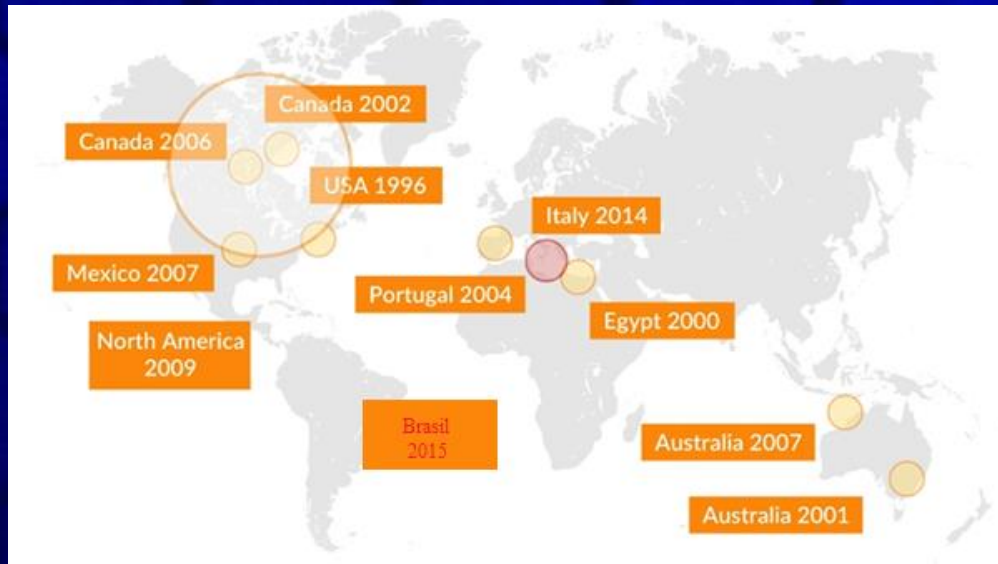 Canada 2002
Canada 2006
USA 1996
Italy 2014
Mexico 2007
Portugal 2004
Egypt 2000
North America
2009
Brasil
2015
Australia 2007
Australia 2001